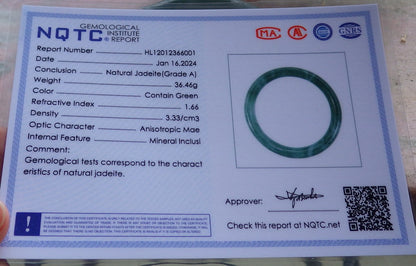 NQTC®
GEMOLOGICAL
INSTITUTE
REPORT
MA
GNRS
Report Number HL12012366001
Date Jan 16,2024
Conclusion Natural Jadeite(Grade A)
Weight 36.46g
Color Contain Green
Refractive Index 1.66
Density 3.33/cm3
Optic Character Anisotropic Mae
Internal Feature Mineral Inclusi
Comment:
Gemological tests correspond to the charact
eristics of natural jadeite.
Approver:
Check this report at NQTC.net